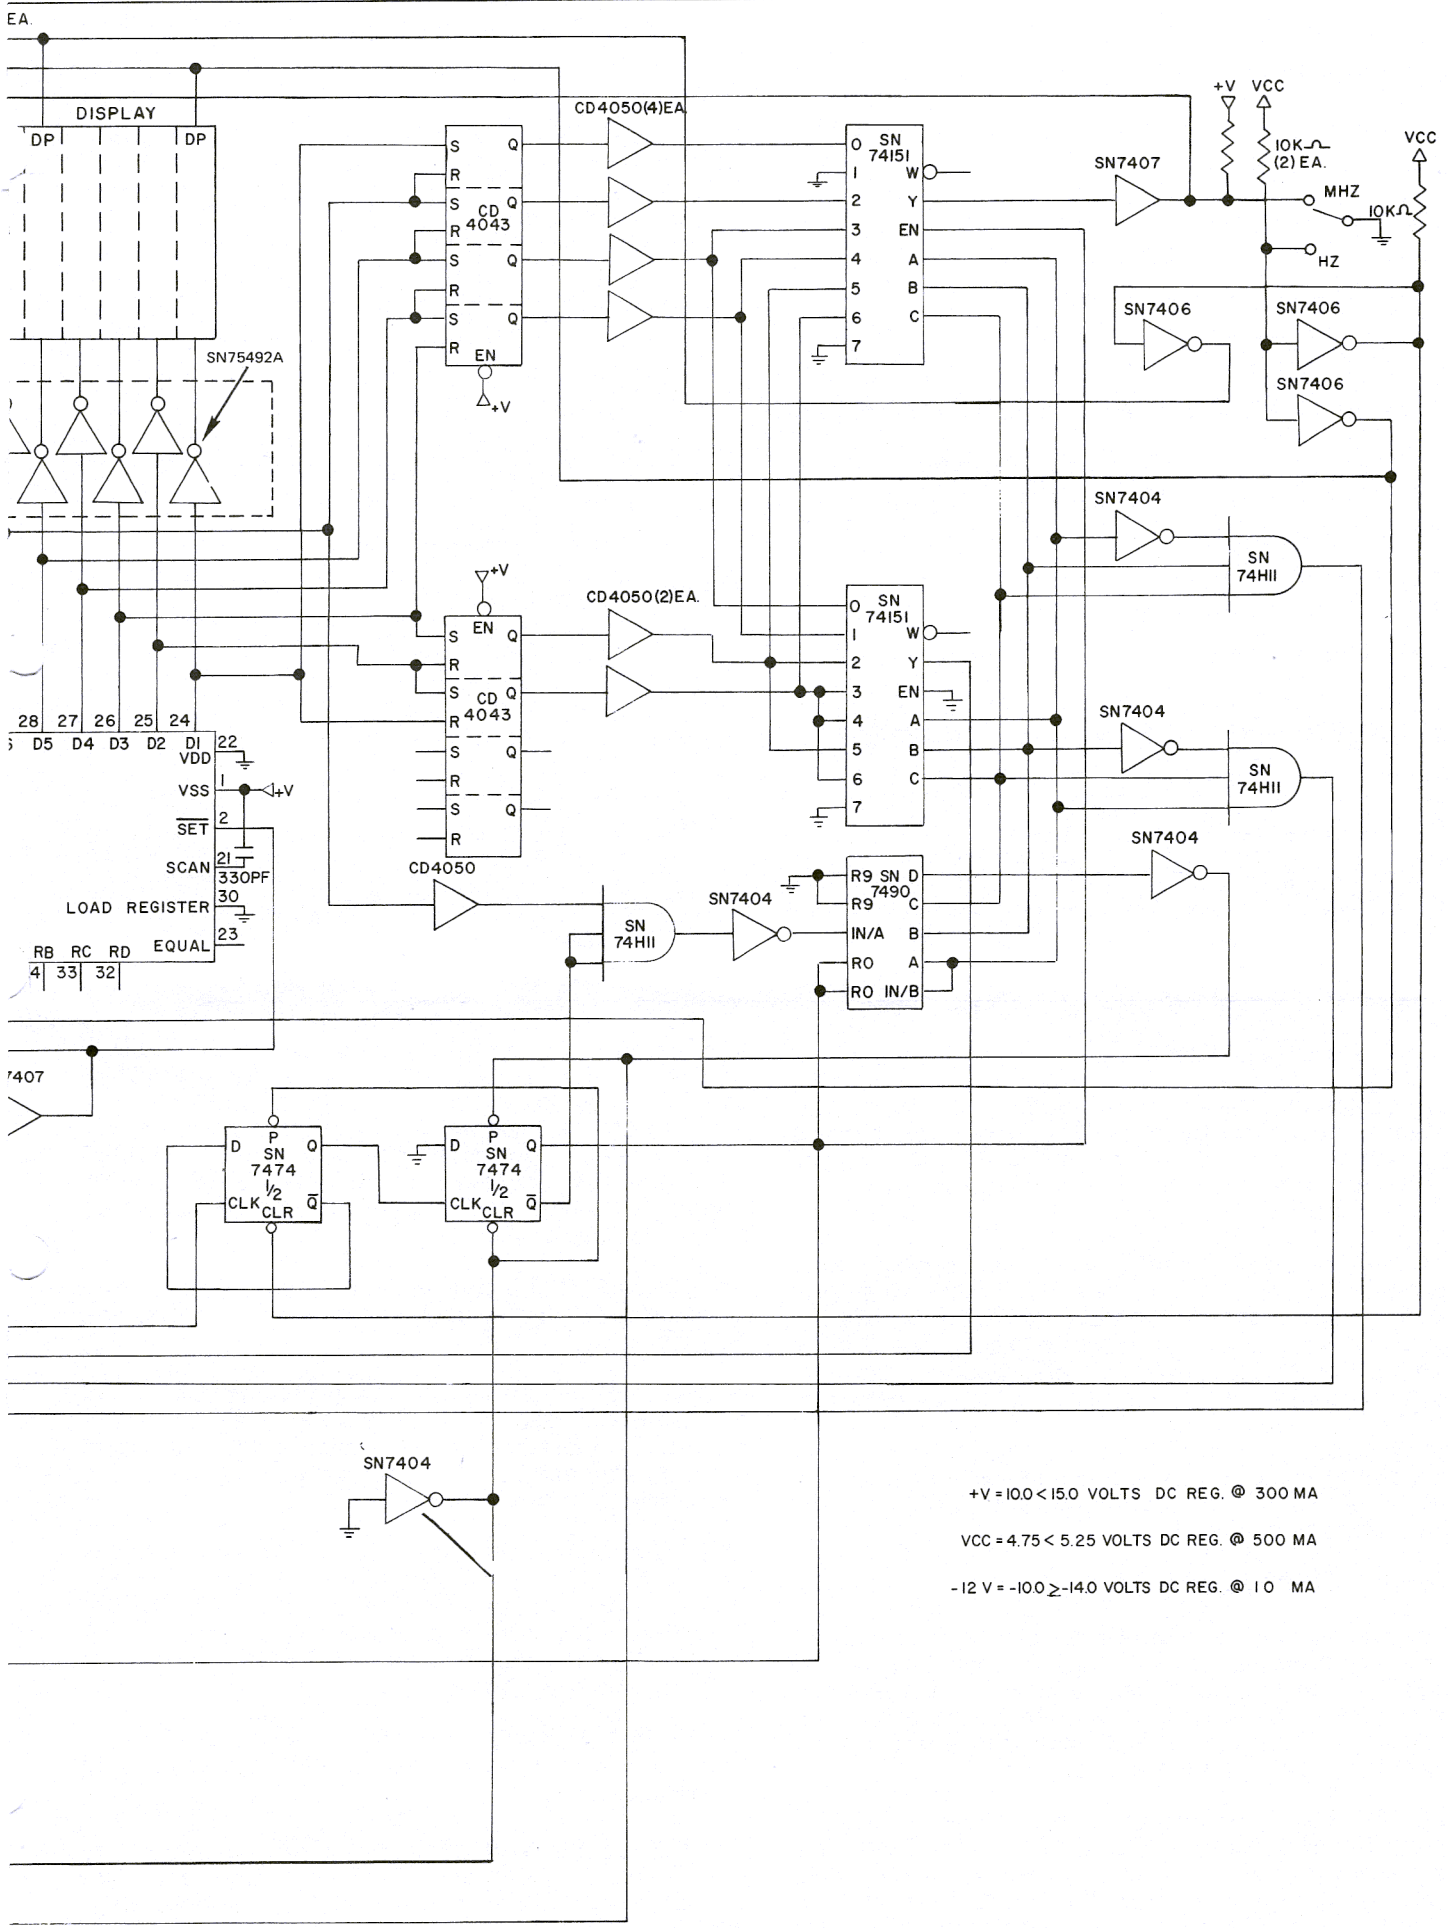 EA.
DISPLAY
DP
DP
SN75492A
CD4050(4)EA
S
R
S
R
S
R
S
R
Q
Q
Q
Q
CD
4043
EN
+V
SN
74151
0
1
2
3
4
5
6
7
W
Y
EN
A
B
C
SN7407
+V
VCC
10KΩ
(2) EA.
MHZ
HZ
VCC
10KΩ
SN7406
SN7406
SN7406
SN7404
SN
74H11
+V
CD4050(2)EA.
EN
S
R
S
R
S
R
S
R
Q
Q
Q
Q
CD
4043
SN
74151
0
1
2
3
4
5
6
7
W
Y
EN
A
B
C
SN7404
SN
74H11
SN7404
28
27
26
25
24
D5
D4
D3
D2
D1
22
VDD
1
VSS
+V
2
SET
21
SCAN
330PF
30
LOAD REGISTER
23
EQUAL
RB
RC
RD
4
33
32
CD4050
SN
74H11
SN7404
R9 SN D
7490
R9 C
IN/A B
RO A
RO IN/B
7407
D
P
Q
SN
7474
1/2
CLK
Q̅
CLR
D
P
Q
SN
7474
1/2
CLK
Q̅
CLR
SN7404
+V = 10.0 < 15.0 VOLTS DC REG. @ 300 MA
VCC = 4.75 < 5.25 VOLTS DC REG. @ 500 MA
-12 V = -10.0 ≥ -14.0 VOLTS DC REG. @ 10 MA